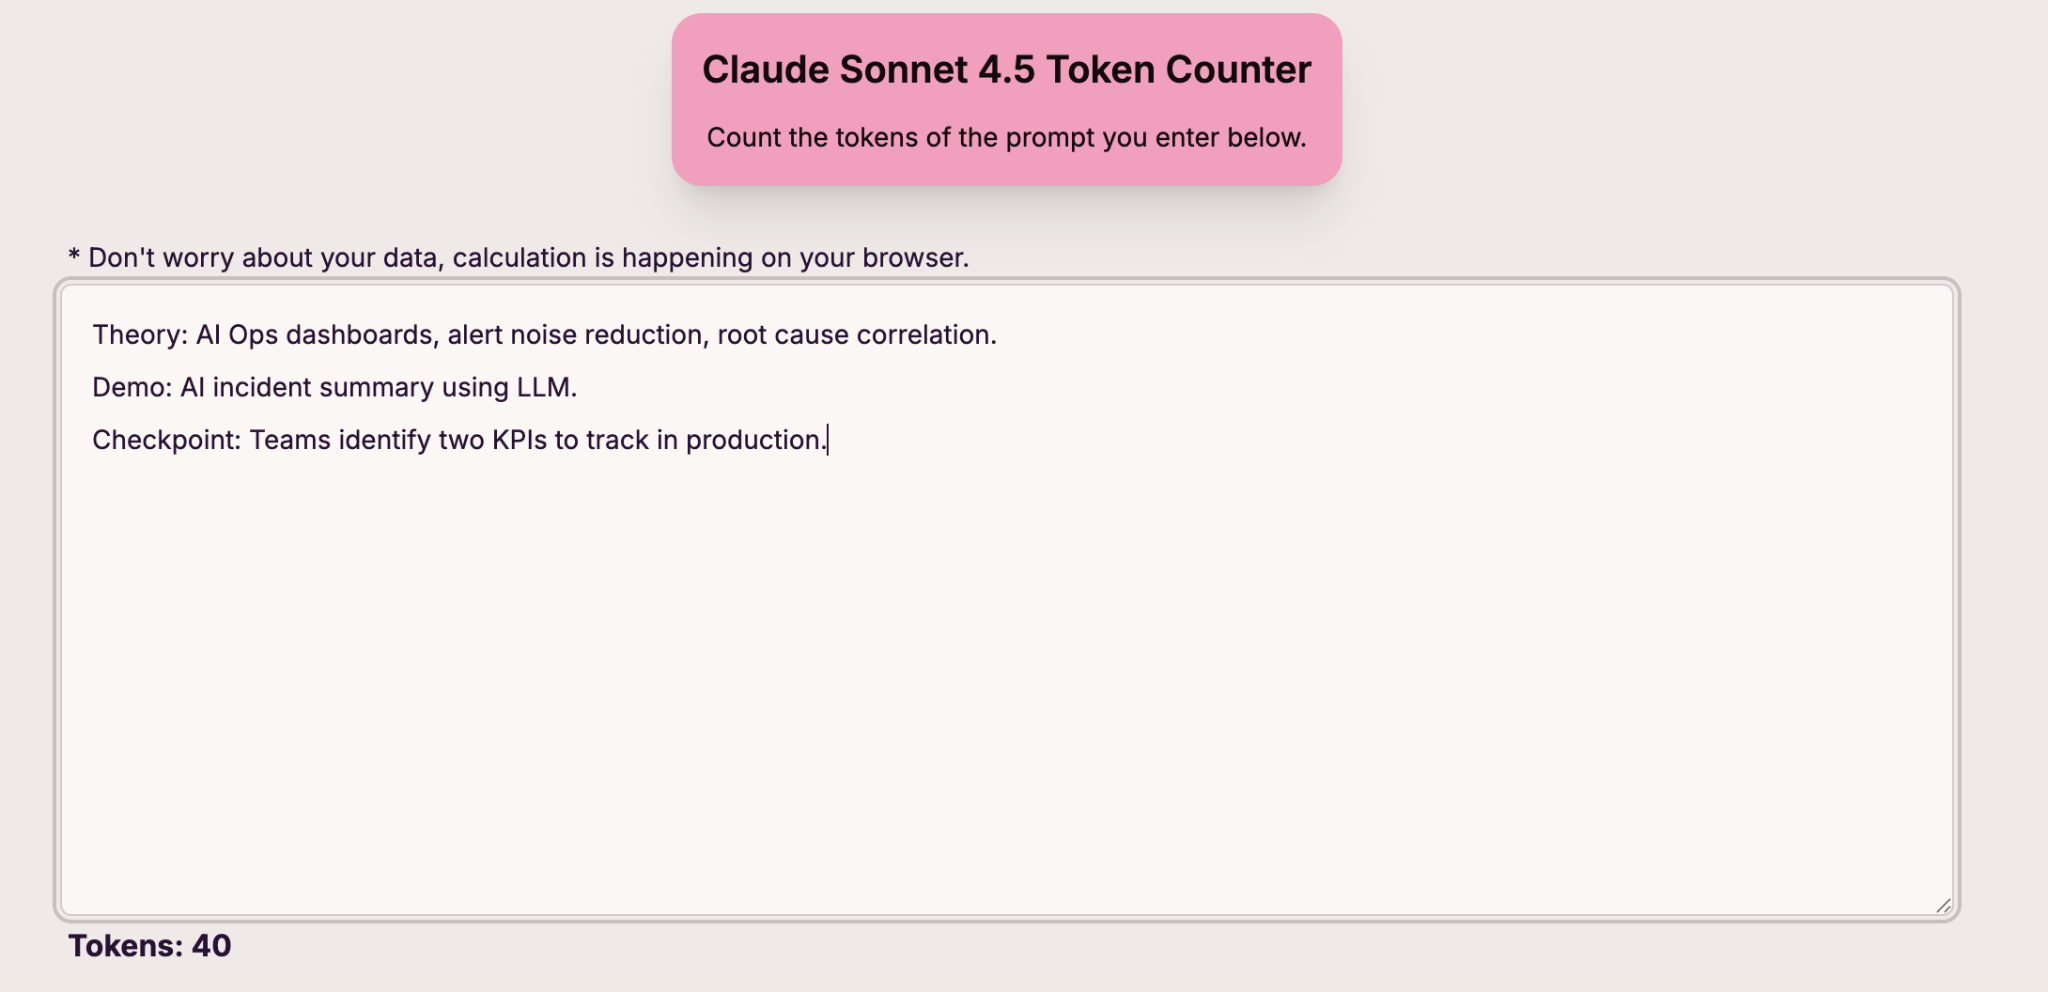 Claude Sonnet 4.5 Token Counter
Count the tokens of the prompt you enter below.
* Don't worry about your data, calculation is happening on your browser.
Theory: AI Ops dashboards, alert noise reduction, root cause correlation.
Demo: AI incident summary using LLM.
Checkpoint: Teams identify two KPIs to track in production.
Tokens: 40